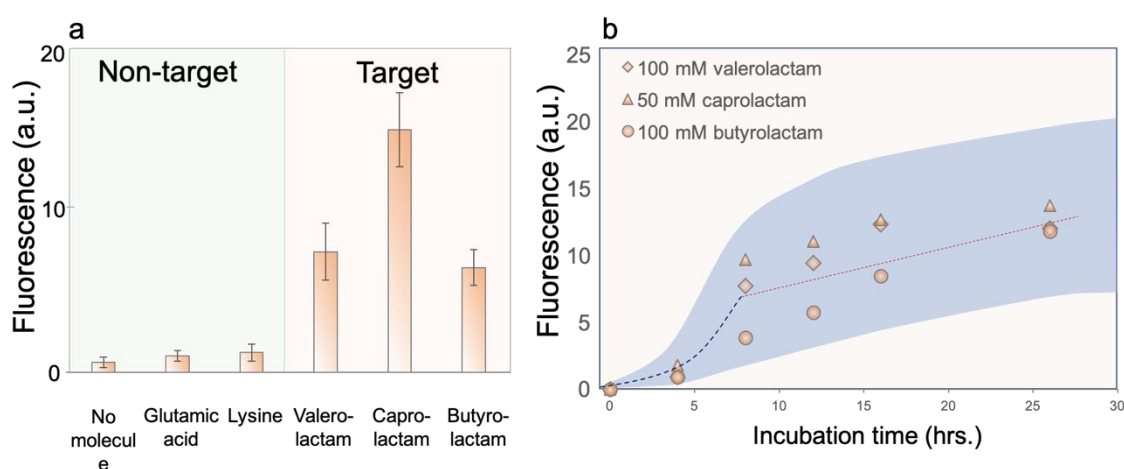 a
Fluorescence (a.u.)
20
10
0
Non-target
Target
No
molecul
e
Glutamic
acid
Lysine
Valero-
lactam
Capro-
lactam
Butyro-
lactam
b
Fluorescence (a.u.)
25
20
15
10
5
0
100 mM valerolactam
50 mM caprolactam
100 mM butyrolactam
0 5 10 15 20 25 30
Incubation time (hrs.)